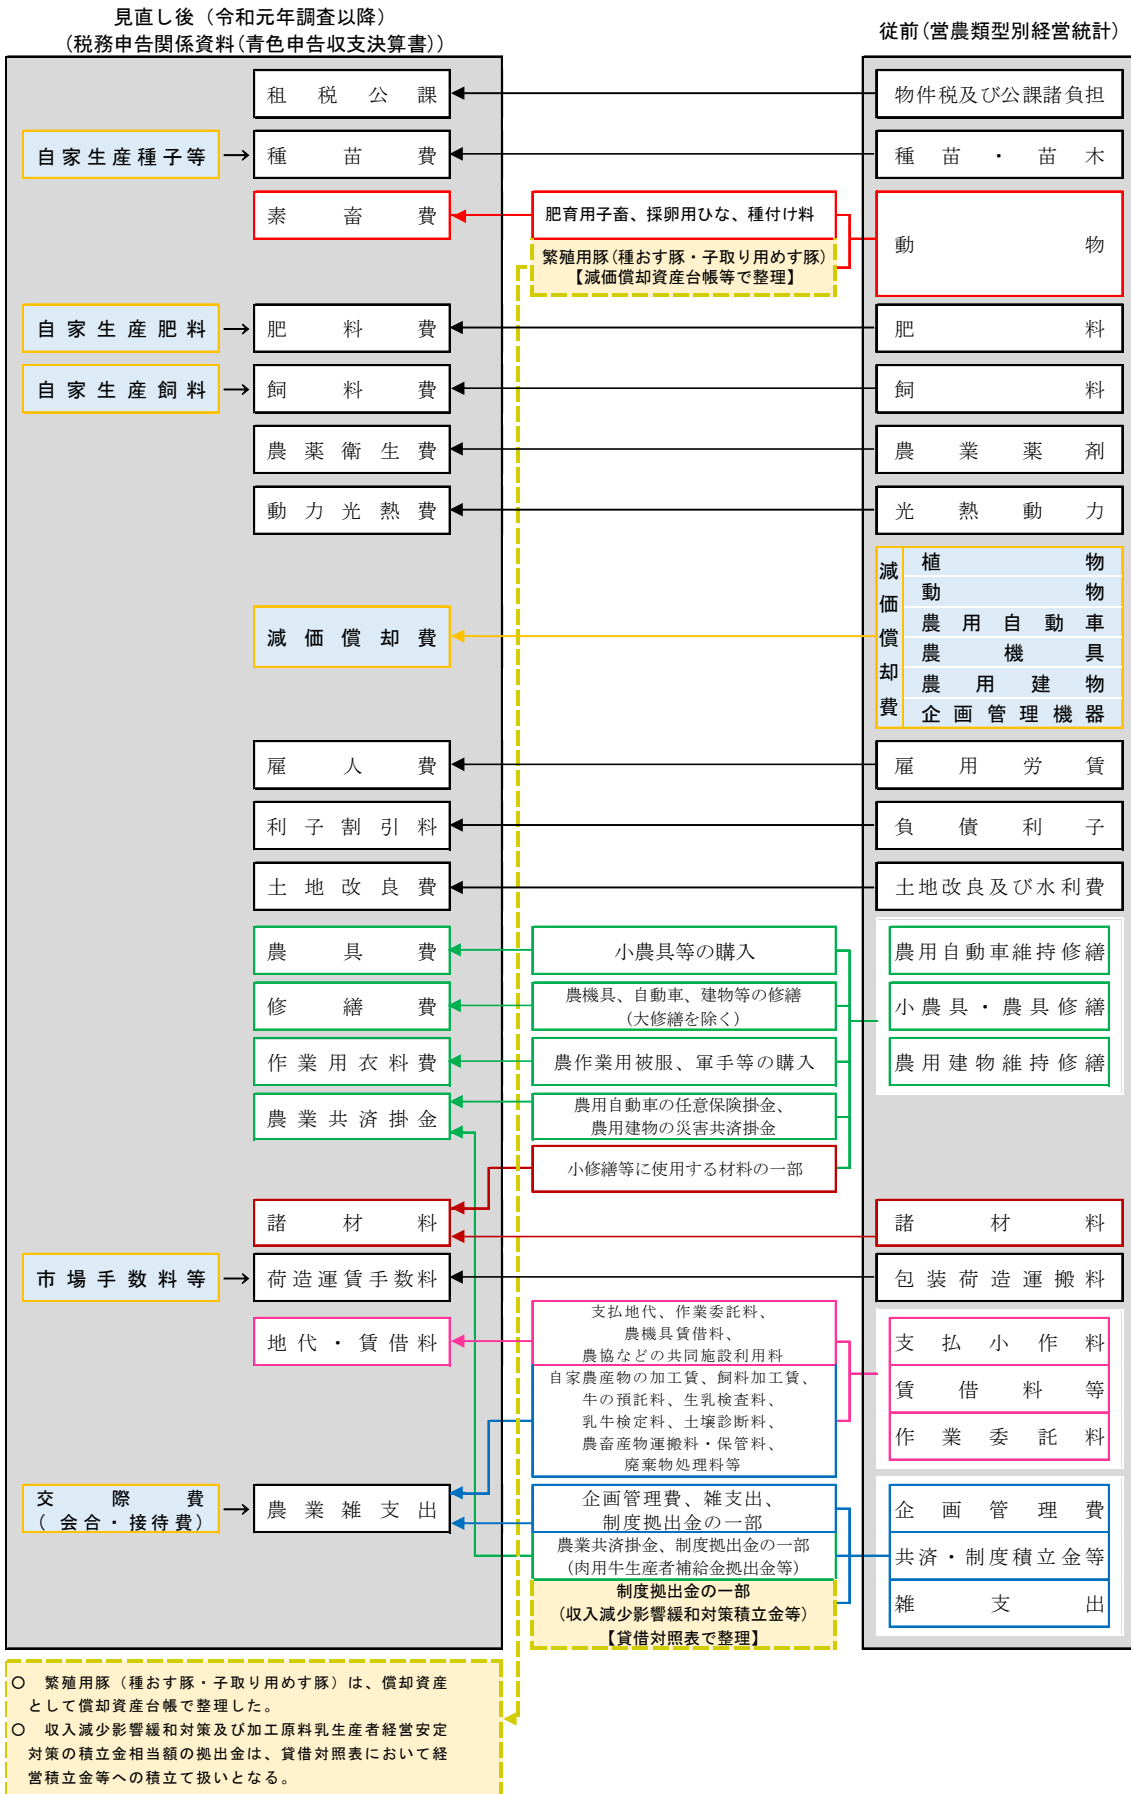 見直し後（令和元年調査以降）
（税務申告関係資料(青色申告収支決算書)）
従前(営農類型別経営統計)
租税公課
物件税及び公課諸負担
自家生産種子等
種苗費
種苗・苗木
素畜費
肥育用子畜、採卵用ひな、種付け料
動物
繁殖用豚(種おす豚・子取り用めす豚)
【減価償却資産台帳等で整理】
自家生産肥料
肥料費
肥料
自家生産飼料
飼料費
飼料
農薬衛生費
農業薬剤
動力光熱費
光熱動力
減価償却費
減価償却費
植物
動物
農用自動車
農機具
農用建物
企画管理機器
雇人費
雇用労賃
利子割引料
負債利子
土地改良費
土地改良及び水利費
農具費
小農具等の購入
農用自動車維持修繕
修繕費
農機具、自動車、建物等の修繕
(大修繕を除く)
小農具・農具修繕
作業用衣料費
農作業用被服、軍手等の購入
農用建物維持修繕
農業共済掛金
農用自動車の任意保険掛金、
農用建物の災害共済掛金
小修繕等に使用する材料の一部
諸材料
諸材料
市場手数料等
荷造運賃手数料
包装荷造運搬料
地代・賃借料
支払地代、作業委託料、
農機具賃借料、
農協などの共同施設利用料
支払小作料
自家農産物の加工賃、飼料加工賃、
牛の預託料、生乳検査料、
乳牛検定料、土壌診断料、
農畜産物運搬料・保管料、
廃棄物処理料等
賃借料等
作業委託料
交際費
（会合・接待費）
農業雑支出
企画管理費、雑支出、
制度拠出金の一部
企画管理費
農業共済掛金、制度拠出金の一部
(肉用牛生産者補給金拠出金等)
共済・制度積立金等
制度拠出金の一部
（収入減少影響緩和対策積立金等）
【貸借対照表で整理】
雑支出
○　繁殖用豚（種おす豚・子取り用めす豚）は、償却資産
として償却資産台帳で整理した。
○　収入減少影響緩和対策及び加工原料乳生産者経営安定
対策の積立金相当額の拠出金は、貸借対照表において経
営積立金等への積立て扱いとなる。